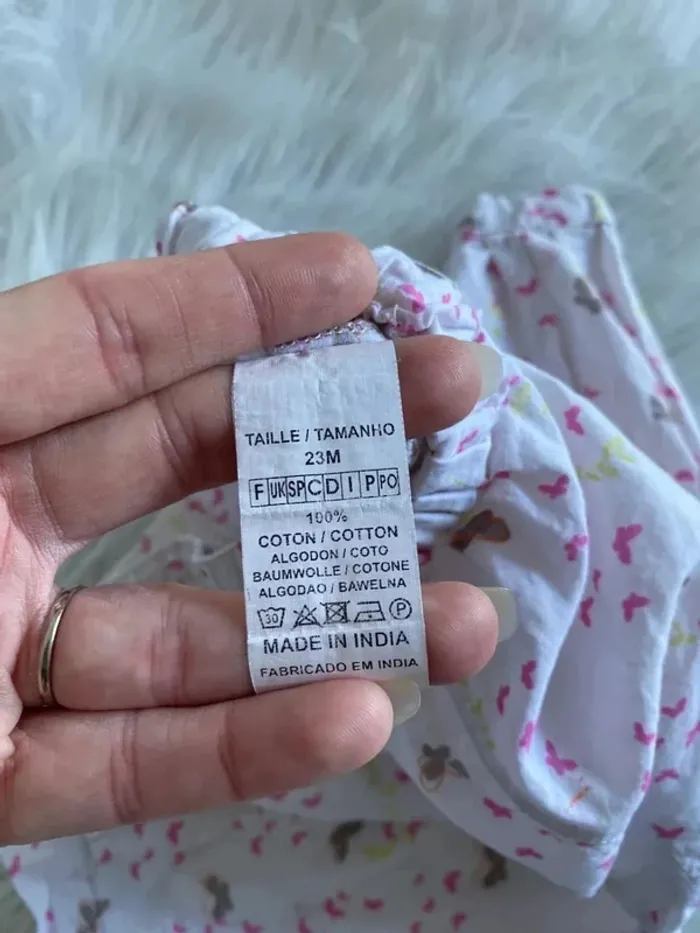 TAILLE / TAMANHO
23M
F UK SP C D I P PO
100%
COTON / COTTON
ALGODON / COTO
BAUMWOLLE / COTONE
ALGODAO / BAWELNA
30 P
MADE IN INDIA
FABRICADO EM INDIA